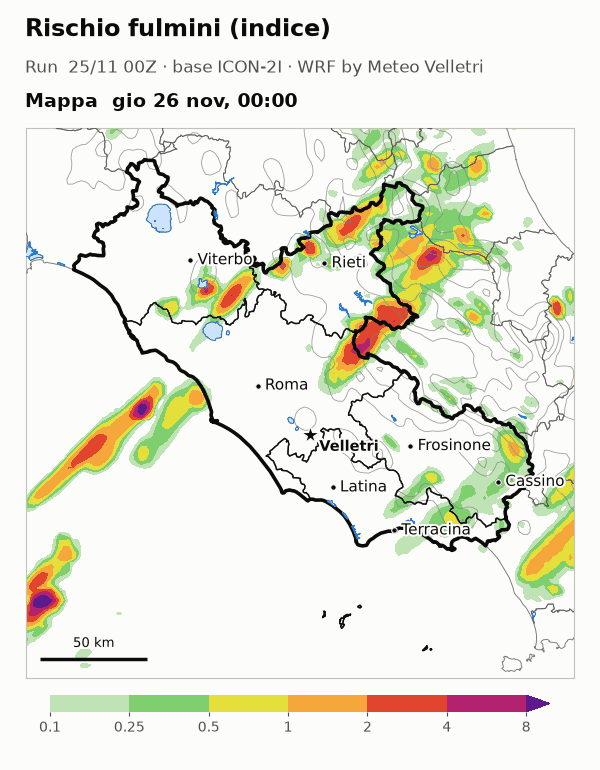 Rischio fulmini (indice)
Run  25/11 00Z · base ICON-2I · WRF by Meteo Velletri
Mappa  gio 26 nov, 00:00
Viterbo
Rieti
Roma
Velletri
Frosinone
Cassino
Latina
Terracina
50 km
0.1 0.25 0.5 1 2 4 8